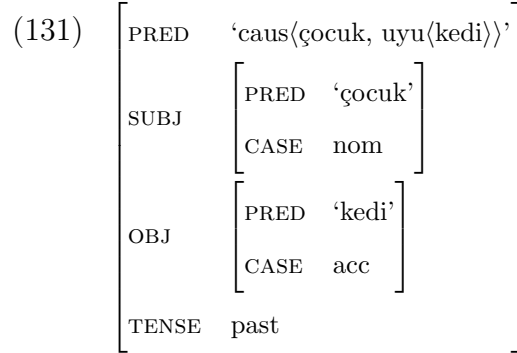 (131)
PRED ‘caus⟨çocuk, uyu⟨kedi⟩⟩’
PRED ‘çocuk’
SUBJ
CASE nom
PRED ‘kedi’
OBJ
CASE acc
TENSE past